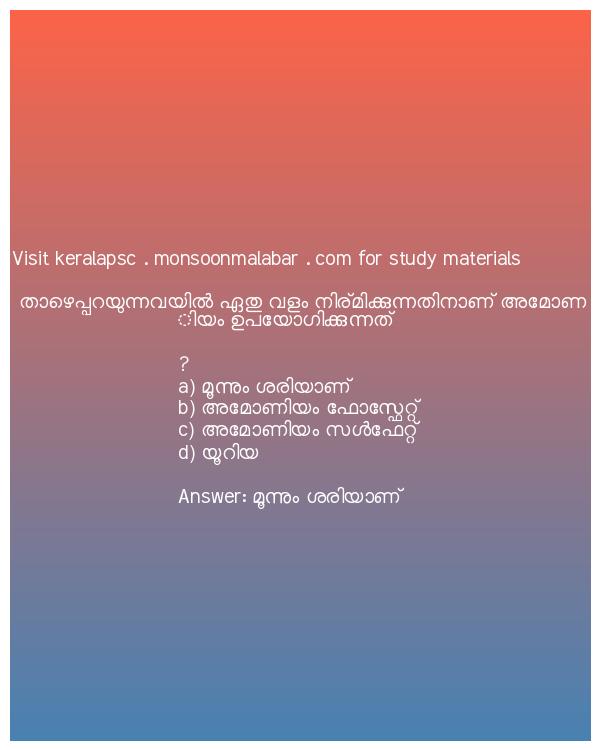 Visit keralapsc . monsoonmalabar . com for study materials
താഴെപ്പറയുന്നവയിൽ ഏതു വളം നിര്മിക്കുന്നതിനാണ് അമോണ
ിയം ഉപയോഗിക്കുന്നത്
?
a) മൂന്നും ശരിയാണ്
b) അമോണിയം ഫോസ്ഫേറ്റ്
c) അമോണിയം സൾഫേറ്റ്
d) യൂറിയ
Answer: മൂന്നും ശരിയാണ്